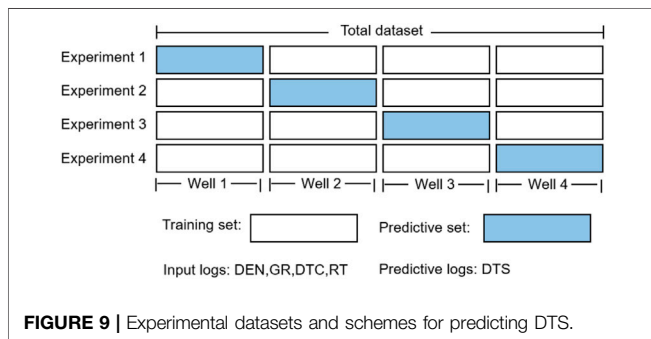 Total dataset
Experiment 1
Experiment 2
Experiment 3
Experiment 4
Well 1 Well 2 Well 3 Well 4
Training set: Predictive set:
Input logs: DEN,GR,DTC,RT Predictive logs: DTS
FIGURE 9 | Experimental datasets and schemes for predicting DTS.